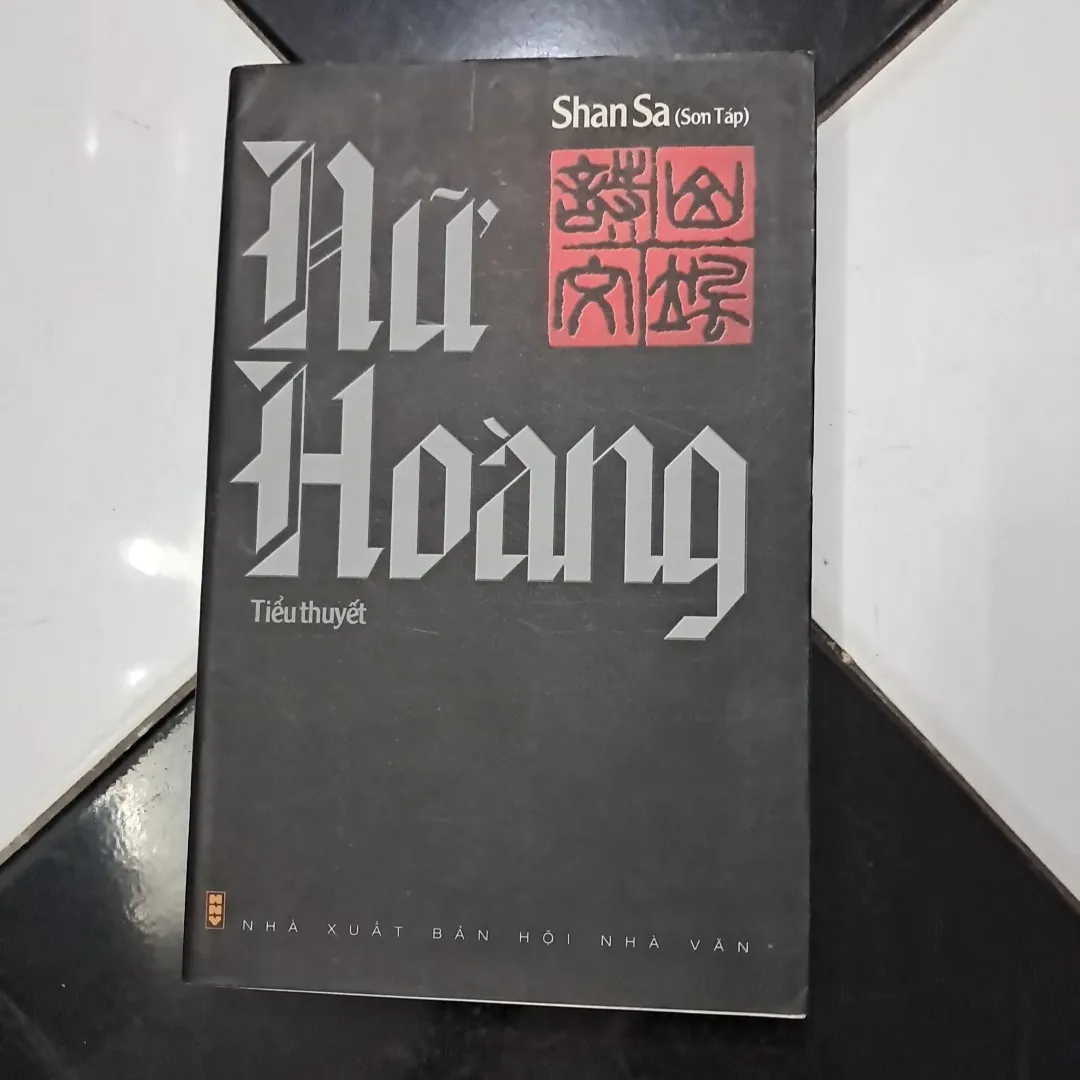 Shan Sa (Sơn Táp)
Nữ
Hoàng
Tiểu thuyết
NHÀ XUẤT BẢN HỘI NHÀ VĂN